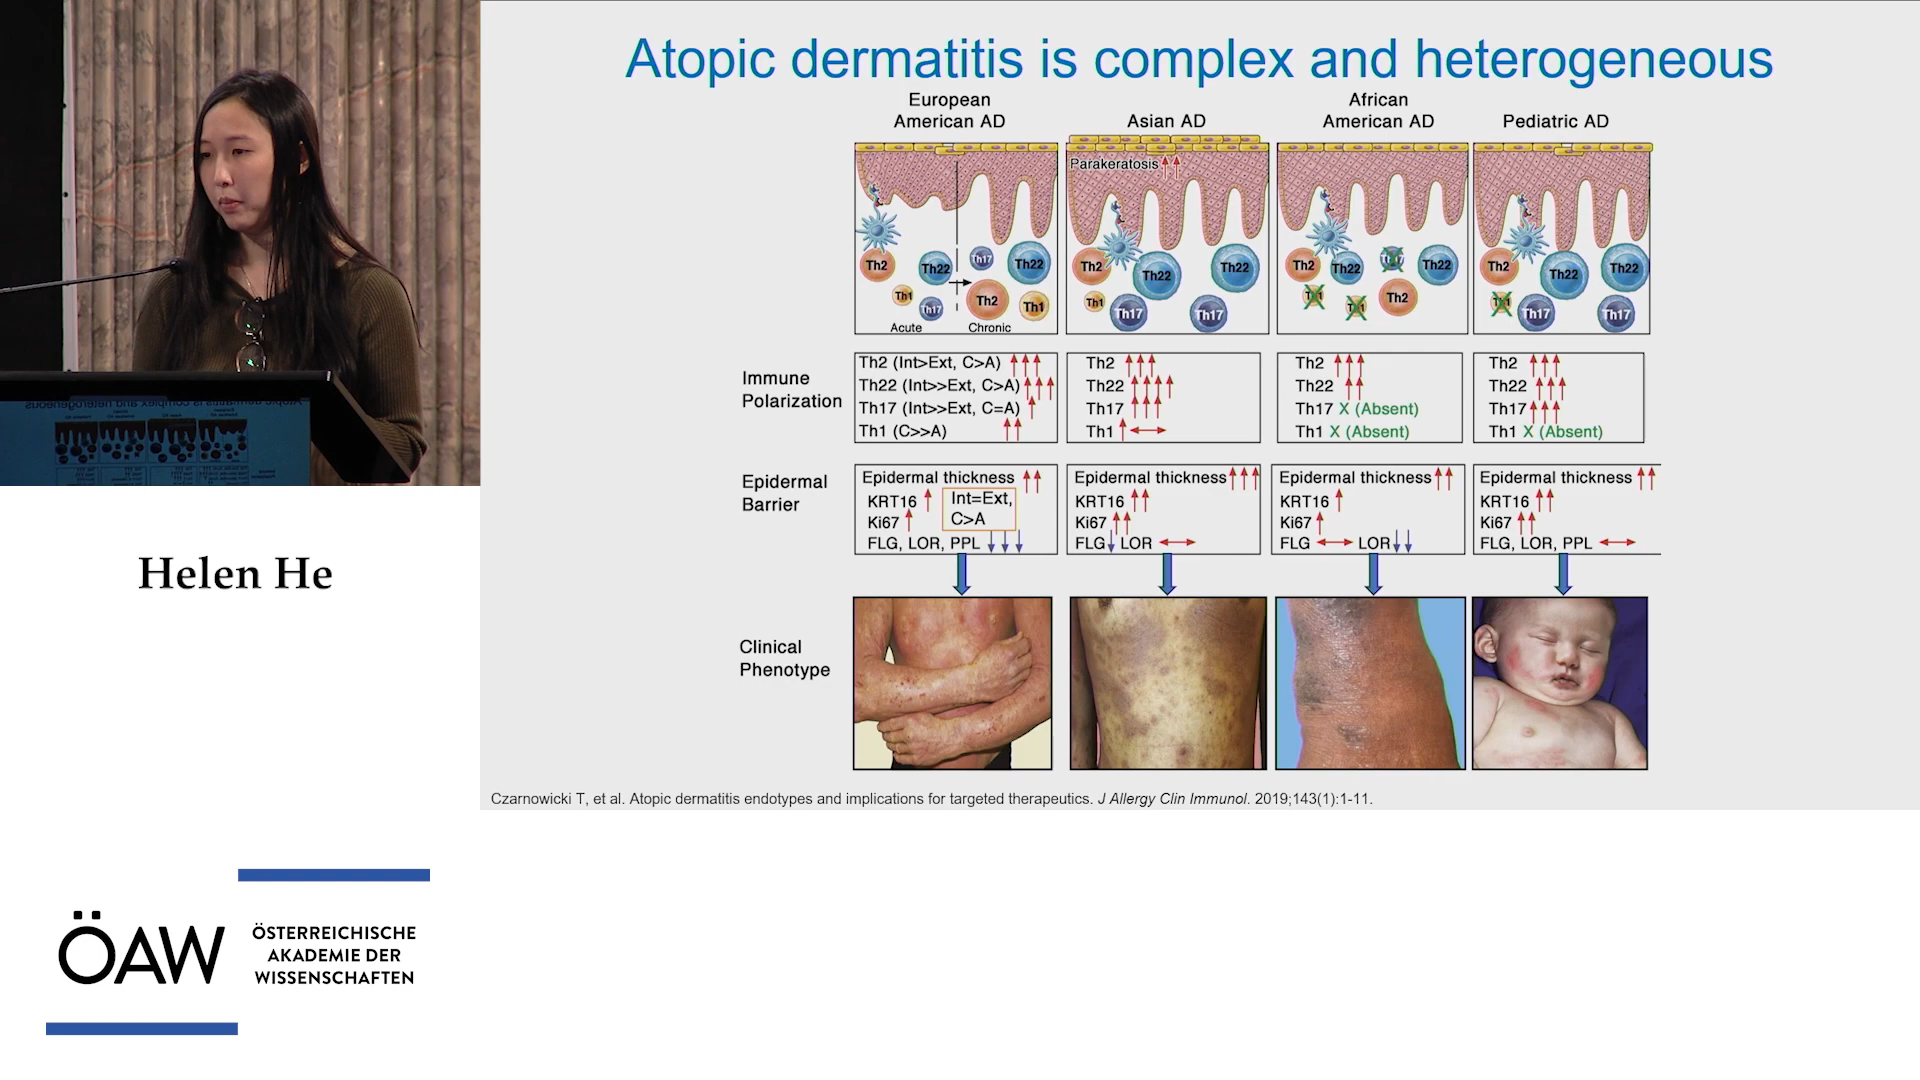 Atopic dermatitis is complex and heterogeneous
European
American AD
Asian AD
African
American AD
Pediatric AD
Parakeratosis
Th2
Th22
Th17
Th22
Th1
Th17
Th2
Th1
Acute
Chronic
Th2
Th22
Th22
Th1
Th17
Th17
Th2
Th22
Th22
Th2
Th2
Th22
Th22
Th17
Th17
Immune
Polarization
Th2 (Int>Ext, C>A)
Th22 (Int>>Ext, C>A)
Th17 (Int>>Ext, C=A)
Th1 (C>>A)
Th2
Th22
Th17
Th1
Th2
Th22
Th17 X (Absent)
Th1 X (Absent)
Th2
Th22
Th17
Th1 X (Absent)
Epidermal
Barrier
Epidermal thickness
KRT16
Ki67
Int=Ext,
C>A
FLG, LOR, PPL
Epidermal thickness
KRT16
Ki67
FLG LOR
Epidermal thickness
KRT16
Ki67
FLG LOR
Epidermal thickness
KRT16
Ki67
FLG, LOR, PPL
Clinical
Phenotype
Czarnowicki T, et al. Atopic dermatitis endotypes and implications for targeted therapeutics. J Allergy Clin Immunol. 2019;143(1):1-11.
Helen He
ÖAW
ÖSTERREICHISCHE
AKADEMIE DER
WISSENSCHAFTEN